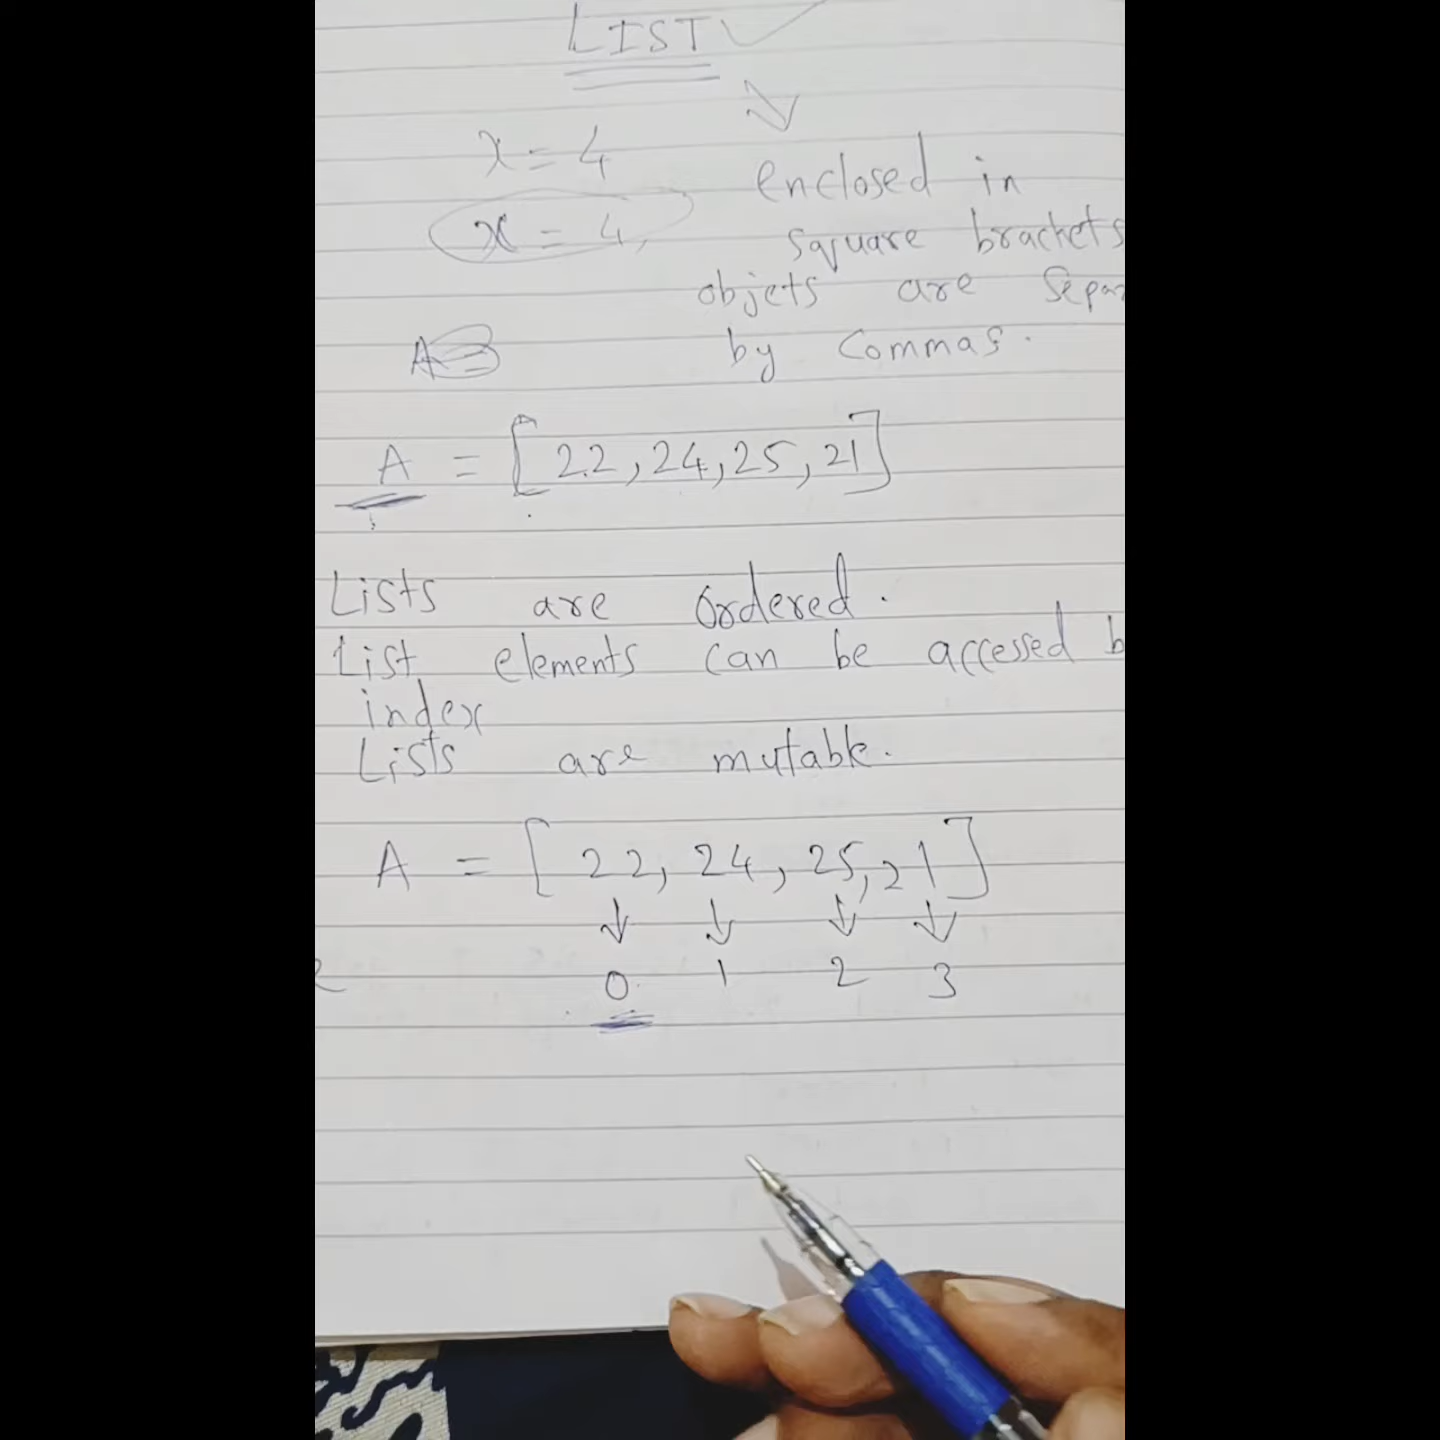 LIST
x = 4
enclosed in
x = 4,
square brackets
objets are
by commas.
A =
A = [22, 24, 25, 21]
Lists are ordered.
List elements can be accessed
index
Lists are mutable.
A = [22, 24, 25, 21]
0 1 2 3